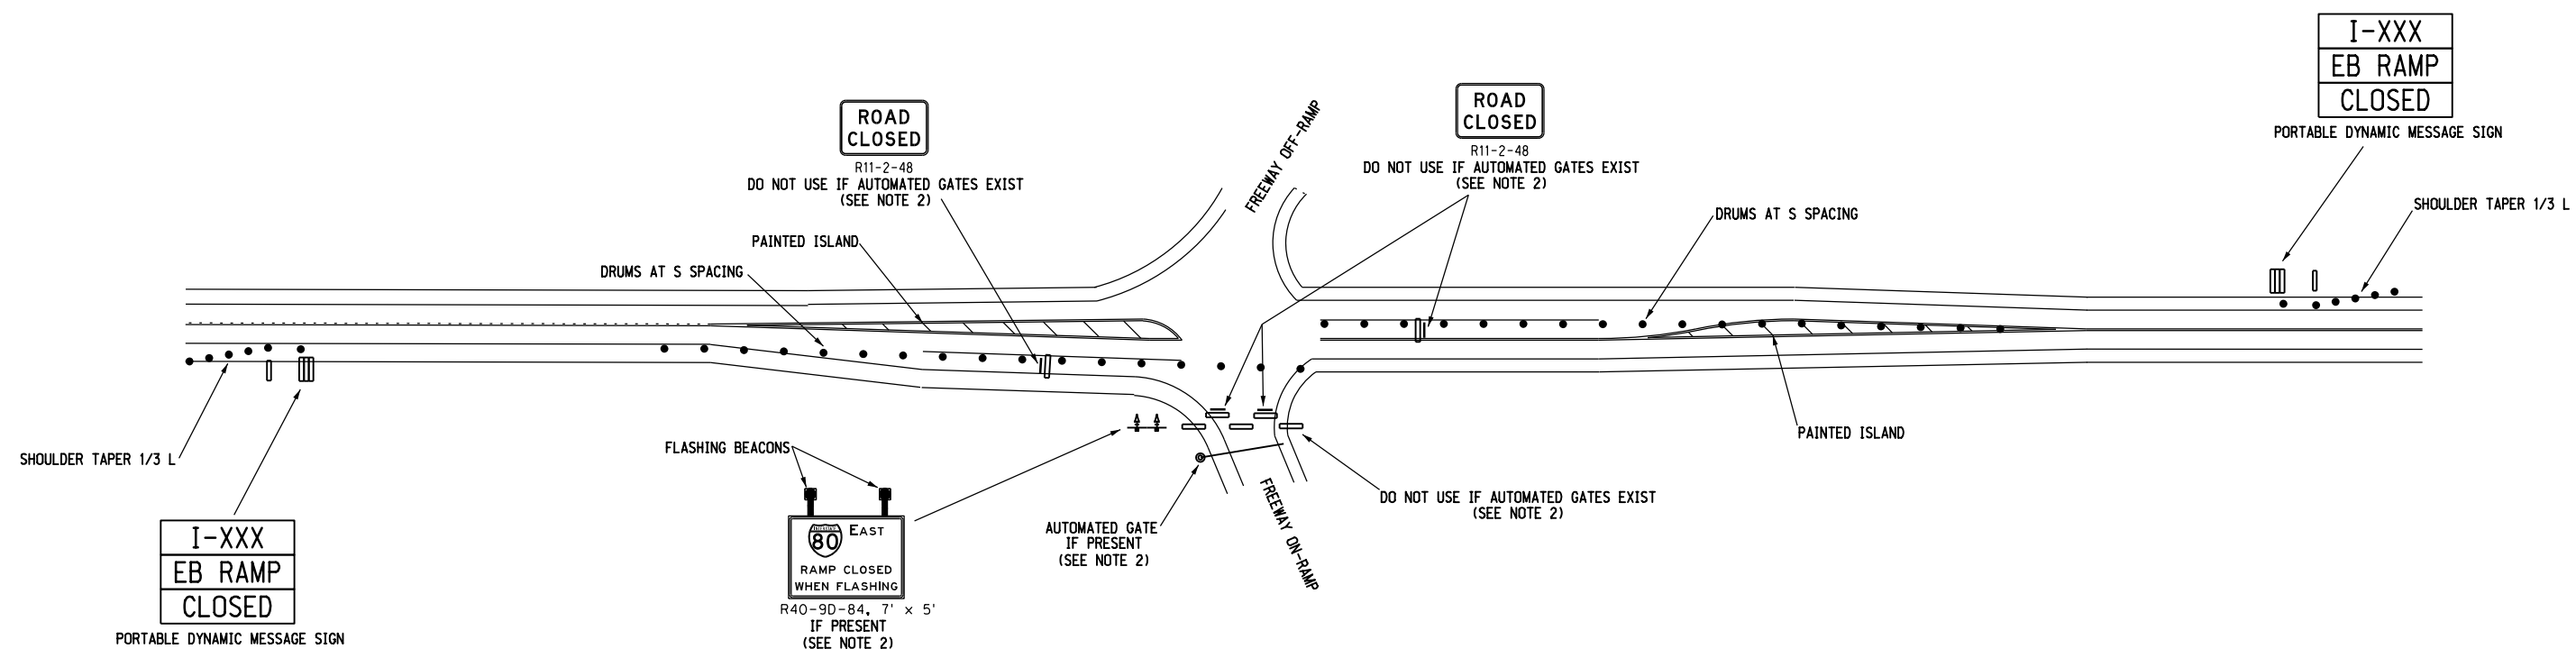 I-XXX
EB RAMP
CLOSED
PORTABLE DYNAMIC MESSAGE SIGN
ROAD
CLOSED
R11-2-48
DO NOT USE IF AUTOMATED GATES EXIST
(SEE NOTE 2)
FREEWAY OFF-RAMP
ROAD
CLOSED
R11-2-48
DO NOT USE IF AUTOMATED GATES EXIST
(SEE NOTE 2)
SHOULDER TAPER 1/3 L
DRUMS AT S SPACING
PAINTED ISLAND
DRUMS AT S SPACING
PAINTED ISLAND
SHOULDER TAPER 1/3 L
FLASHING BEACONS
DO NOT USE IF AUTOMATED GATES EXIST
(SEE NOTE 2)
FREEWAY ON-RAMP
AUTOMATED GATE
IF PRESENT
(SEE NOTE 2)
INTERSTATE
80 EAST
RAMP CLOSED
WHEN FLASHING
R40-9D-84, 7' x 5'
IF PRESENT
(SEE NOTE 2)
I-XXX
EB RAMP
CLOSED
PORTABLE DYNAMIC MESSAGE SIGN